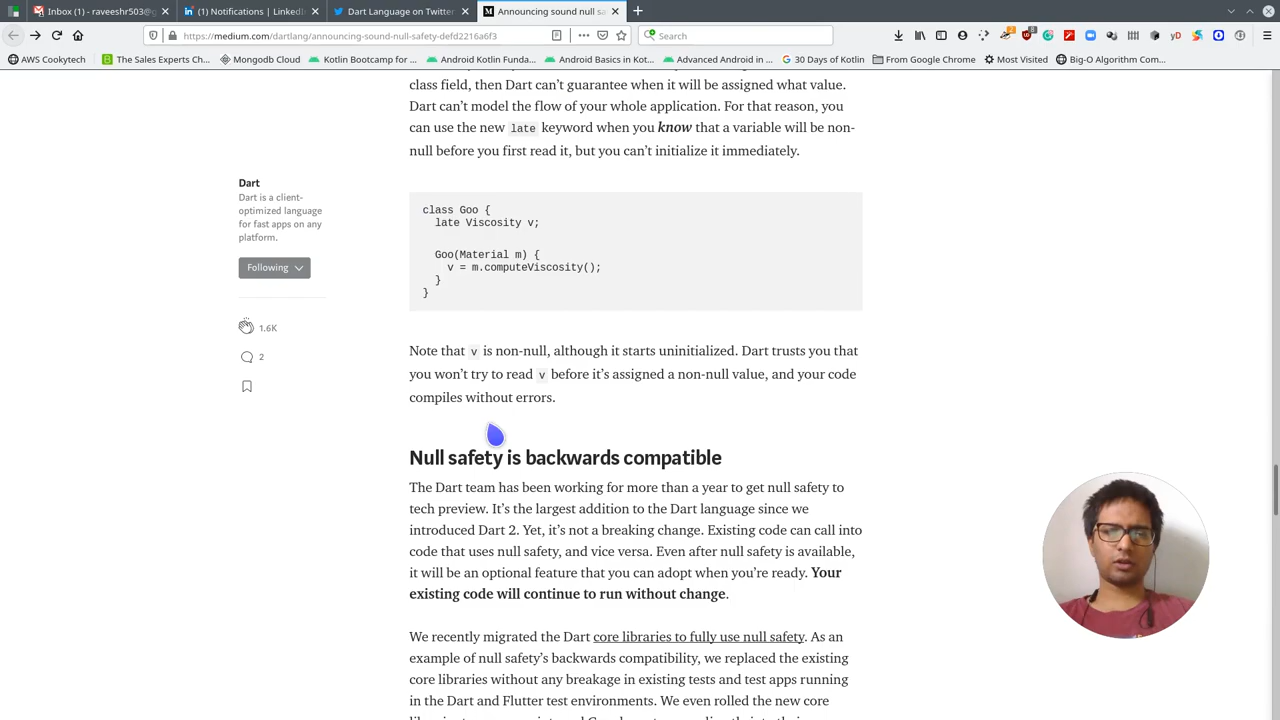 Inbox (1) - raveeshr503@g
(1) Notifications | LinkedI
Dart Language on Twitter
Announcing sound null sa
https://medium.com/dartlang/announcing-sound-null-safety-defd2216a6f3
Search
AWS Cookytech
The Sales Experts Ch...
Mongodb Cloud
Kotlin Bootcamp for ...
Android Kotlin Funda...
Android Basics in Kot...
Advanced Android in ...
30 Days of Kotlin
From Google Chrome
Most Visited
Big-O Algorithm Com...
class field, then Dart can’t guarantee when it will be assigned what value.
Dart can’t model the flow of your whole application. For that reason, you
can use the new late keyword when you know that a variable will be non-
null before you first read it, but you can’t initialize it immediately.
Dart
Dart is a client-
optimized language
for fast apps on any
platform.
Following
1.6K
2
class Goo {
late Viscosity v;
Goo(Material m) {
v = m.computeViscosity();
}
}
Note that v is non-null, although it starts uninitialized. Dart trusts you that
you won’t try to read v before it’s assigned a non-null value, and your code
compiles without errors.
Null safety is backwards compatible
The Dart team has been working for more than a year to get null safety to
tech preview. It’s the largest addition to the Dart language since we
introduced Dart 2. Yet, it’s not a breaking change. Existing code can call into
code that uses null safety, and vice versa. Even after null safety is available,
it will be an optional feature that you can adopt when you’re ready. Your
existing code will continue to run without change.
We recently migrated the Dart core libraries to fully use null safety. As an
example of null safety’s backwards compatibility, we replaced the existing
core libraries without any breakage in existing tests and test apps running
in the Dart and Flutter test environments. We even rolled the new core